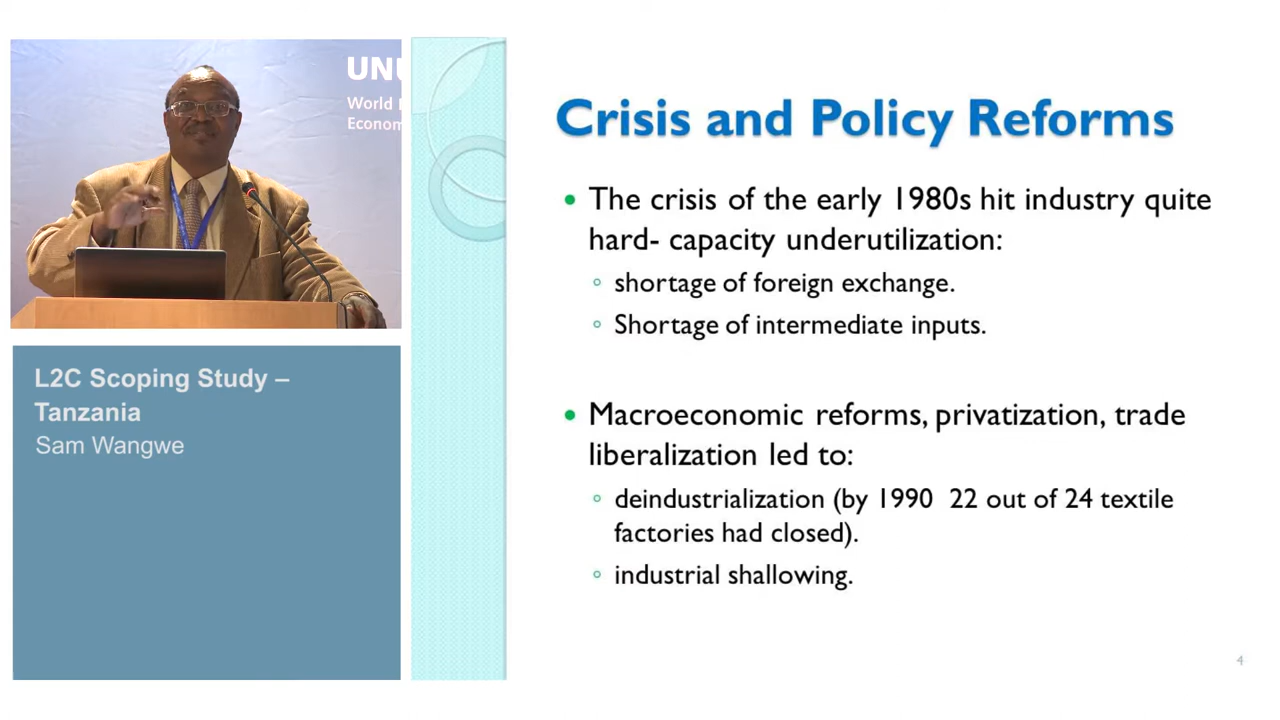 UNU
World
Econom
L2C Scoping Study –
Tanzania
Sam Wangwe
Crisis and Policy Reforms
• The crisis of the early 1980s hit industry quite
hard- capacity underutilization:
◦ shortage of foreign exchange.
◦ Shortage of intermediate inputs.
• Macroeconomic reforms, privatization, trade
liberalization led to:
◦ deindustrialization (by 1990  22 out of 24 textile
factories had closed).
◦ industrial shallowing.
4